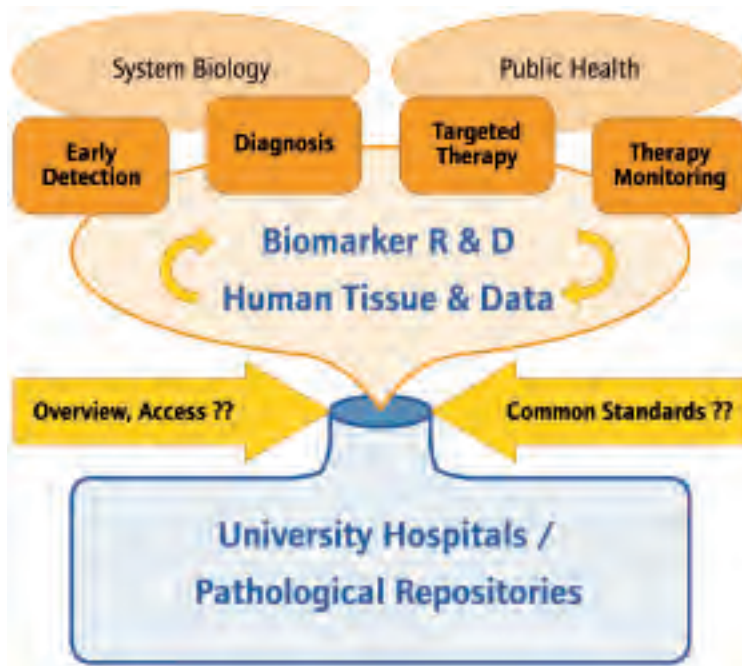 System Biology
Public Health
Early
Detection
Diagnosis
Targeted
Therapy
Therapy
Monitoring
Biomarker R & D
Human Tissue & Data
Overview, Access ??
Common Standards ??
University Hospitals /
Pathological Repositories